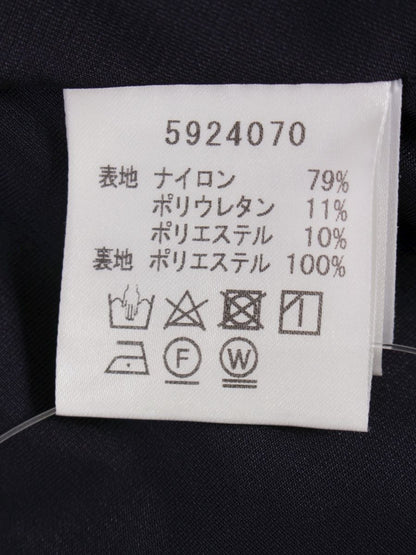 5924070
表地 ナイロン 79%
ポリウレタン 11%
ポリエステル 10%
裏地 ポリエステル 100%
F W